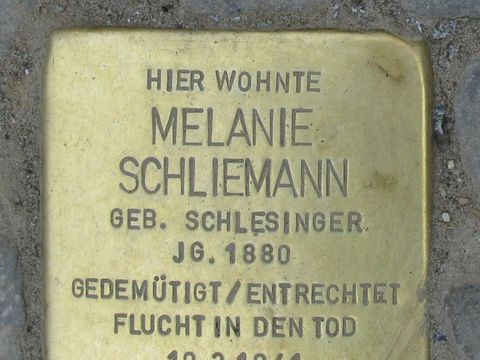 HIER WOHNTE
MELANIE
SCHLIEMANN
GEB. SCHLESINGER
JG. 1880
GEDEMÜTIGT/ENTRECHTET
FLUCHT IN DEN TOD